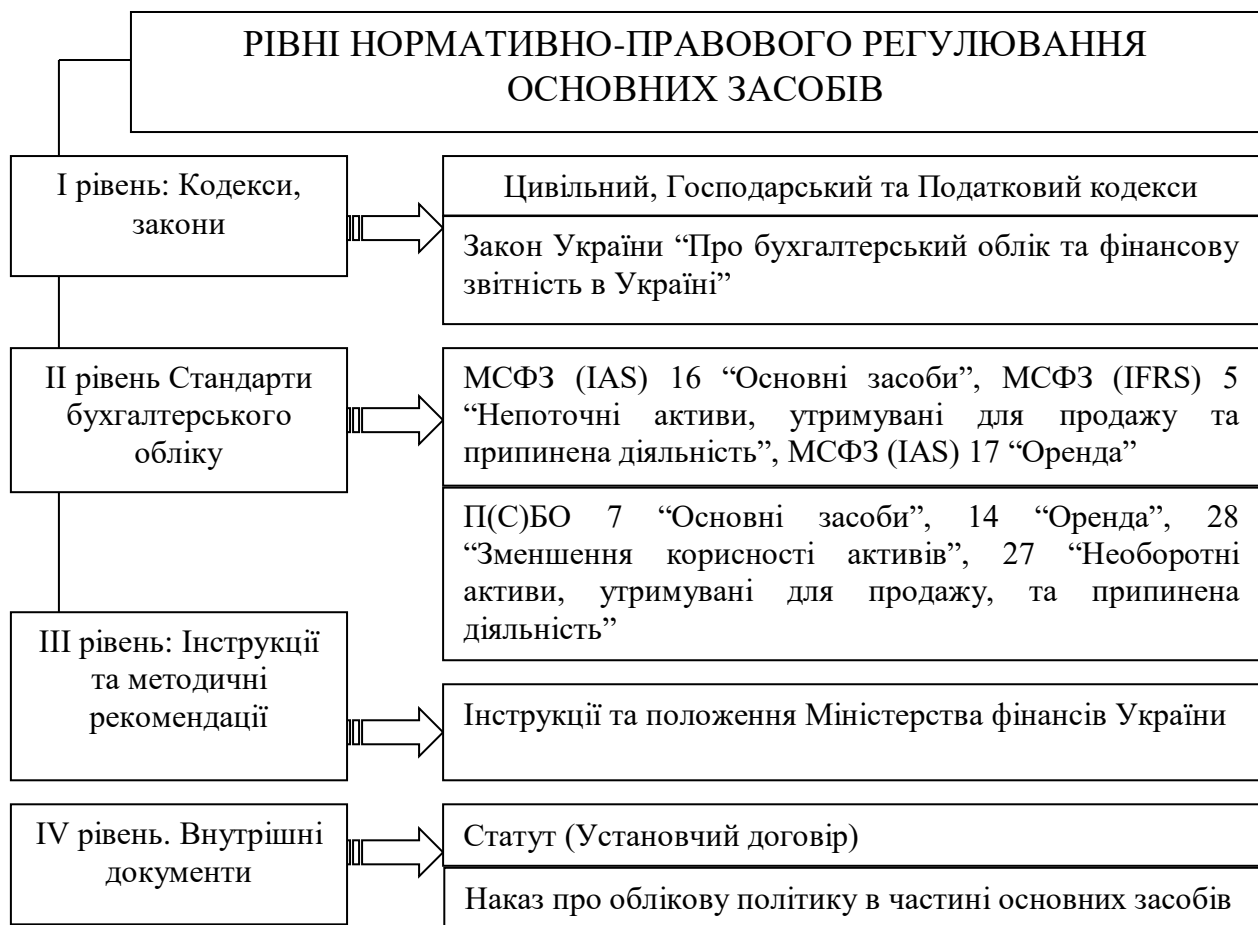 РІВНІ НОРМАТИВНО-ПРАВОВОГО РЕГУЛЮВАННЯ
ОСНОВНИХ ЗАСОБІВ
І рівень: Кодекси,
закони
Цивільний, Господарський та Податковий кодекси
Закон України “Про бухгалтерський облік та фінансову
звітність в Україні”
ІІ рівень Стандарти
бухгалтерського
обліку
МСФЗ (IAS) 16 “Основні засоби”, МСФЗ (IFRS) 5
“Непоточні активи, утримувані для продажу та
припинена діяльність”, МСФЗ (IAS) 17 “Оренда”
П(С)БО 7 “Основні засоби”, 14 “Оренда”, 28
“Зменшення корисності активів”, 27 “Необоротні
активи, утримувані для продажу, та припинена
діяльність”
ІІІ рівень: Інструкції
та методичні
рекомендації
Інструкції та положення Міністерства фінансів України
IV рівень. Внутрішні
документи
Статут (Установчий договір)
Наказ про облікову політику в частині основних засобів